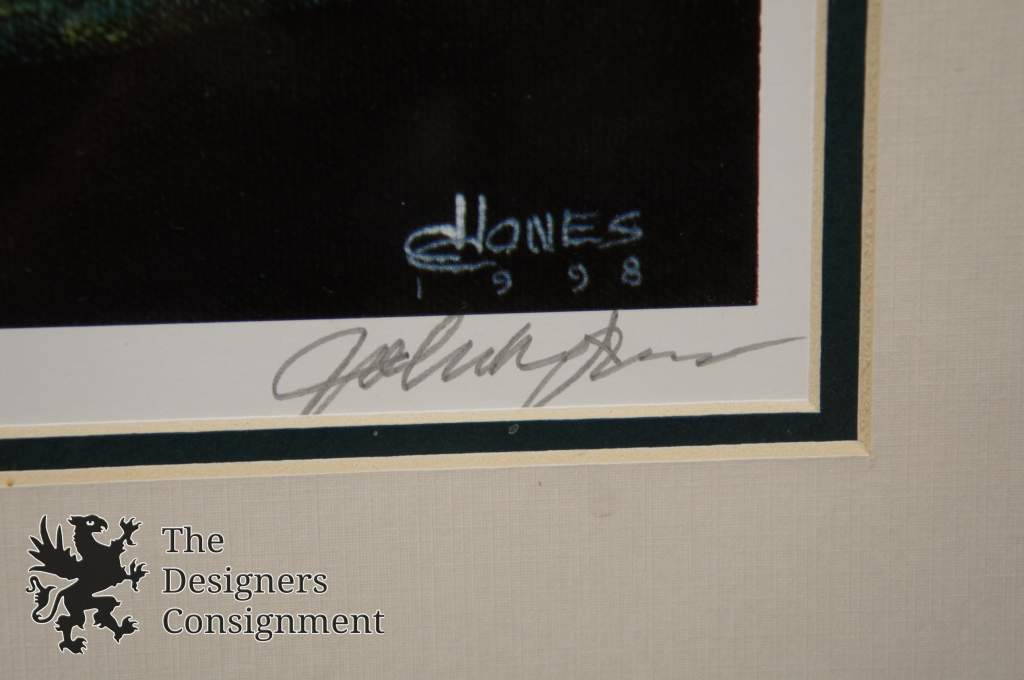 JONES
1998
The
Designers
Consignment